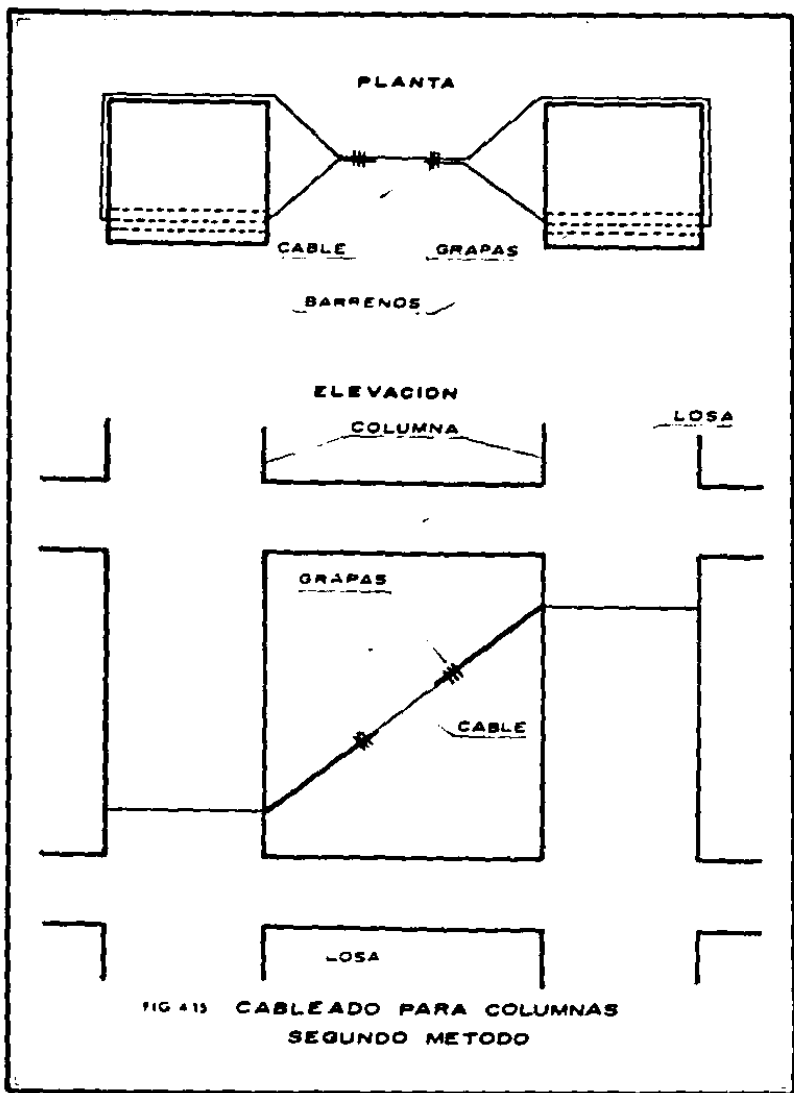 PLANTA
CABLE GRAPAS
BARRENOS
ELEVACION
LOSA
COLUMNA
GRAPAS
CABLE
LOSA
FIG 4.15 CABLEADO PARA COLUMNAS
SEGUNDO METODO